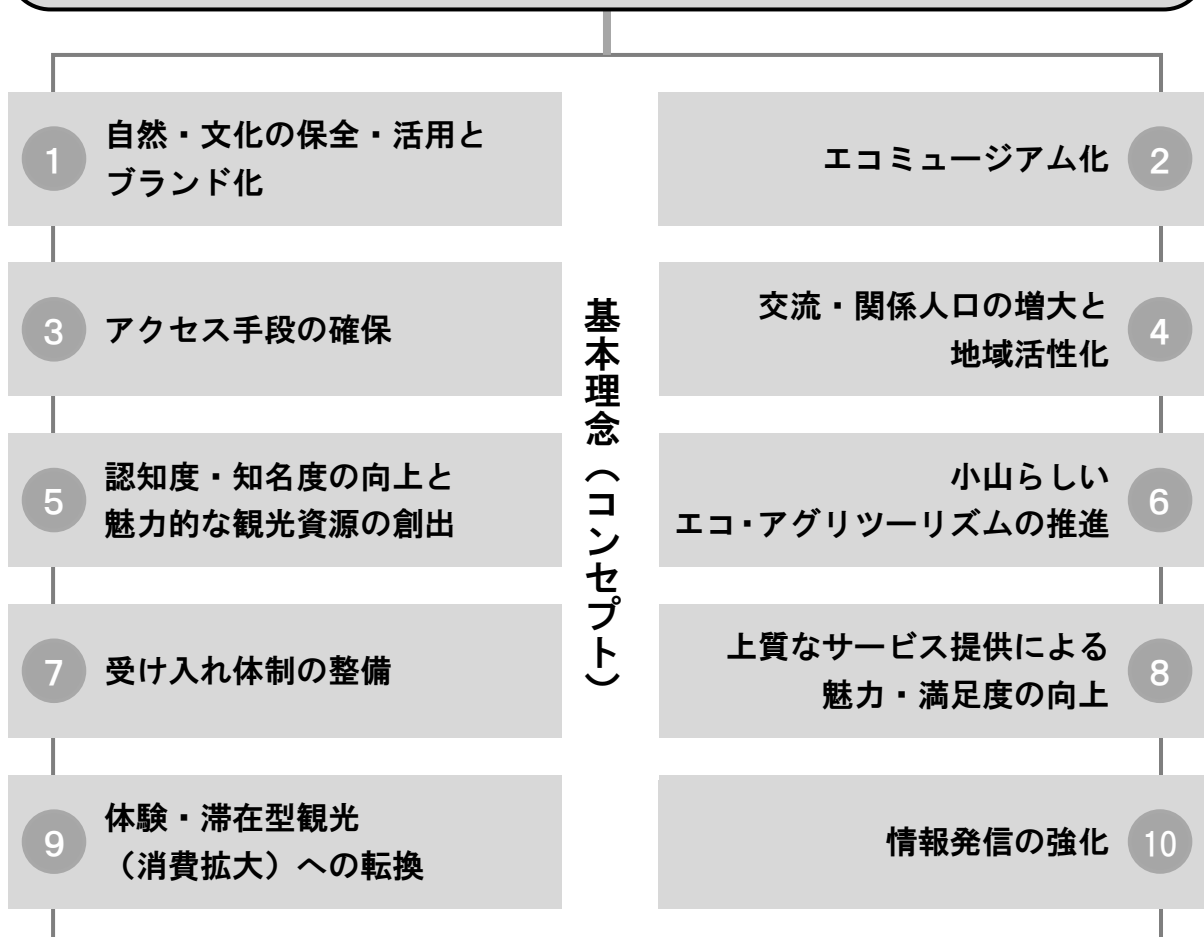 1
自然・文化の保全・活用と
ブランド化
エコミュージアム化
2
3
アクセス手段の確保
交流・関係人口の増大と
地域活性化
4
基本理念（コンセプト）
5
認知度・知名度の向上と
魅力的な観光資源の創出
小山らしい
エコ・アグリツーリズムの推進
6
7
受け入れ体制の整備
上質なサービス提供による
魅力・満足度の向上
8
9
体験・滞在型観光
（消費拡大）への転換
情報発信の強化
10